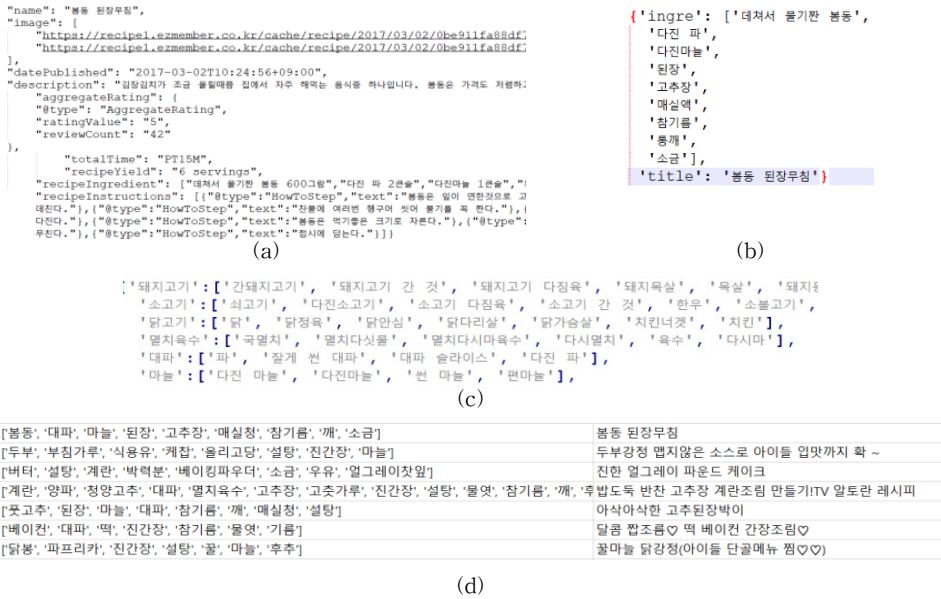 "name": "봄동 된장무침",
"image": [
"https://recipe1.ezmember.co.kr/cache/recipe/2017/03/02/0be911fa88df
"https://recipe1.ezmember.co.kr/cache/recipe/2017/03/02/0be911fa88df
],
"datePublished": "2017-03-02T10:24:56+09:00",
"description": "김장김치가 조금 물릴때쯤 집에서 자주 해먹는 음식중 하나입니다. 봄동은 가격도 저렴하고
"aggregateRating": {
"@type": "AggregateRating",
"ratingValue": "5",
"reviewCount": "42"
},
"totalTime": "PT15M",
"recipeYield": "6 servings",
"recipeIngredient": ["데쳐서 물기짠 봄동 600그람","다진 파 2큰술","다진마늘 1큰술",
"recipeInstructions": [{"@type":"HowToStep","text":"봄동은 잎이 연한것으로
데친다."},{"@type":"HowToStep","text":"찬물에 여러번 헹구어 씻어 물기를 꼭 짠다."},
다진다."},{"@type":"HowToStep","text":"봄동은 먹기좋은 크기로 자른다."},{"@type":
무친다."},{"@type":"HowToStep","text":"접시에 담는다."}]}
(a)
{'ingre': ['데쳐서 물기짠 봄동',
'다진 파',
'다진마늘',
'된장',
'고추장',
'매실액',
'참기름',
'통깨',
'소금'],
'title': '봄동 된장무침'}
(b)
'돼지고기':['간돼지고기', '돼지고기 간 것', '돼지고기 다짐육', '돼지목살', '목살',
'소고기':['쇠고기', '다진소고기', '소고기 다짐육', '소고기 간 것', '한우', '소불고기',
'닭고기':['닭', '닭정육', '닭안심', '닭다리살', '닭가슴살', '치킨너겟', '치킨'],
'멸치육수':['국멸치', '멸치다싯물', '멸치다시마육수', '다시멸치', '육수', '다시마'],
'대파':['파', '잘게 썬 대파', '대파 슬라이스', '다진 파'],
'마늘':['다진 마늘', '다진마늘', '썬 마늘', '편마늘'],
(c)
['봄동', '대파', '마늘', '된장', '고추장', '매실청', '참기름', '깨', '소금'] 봄동 된장무침
['두부', '부침가루', '식용유', '케찹', '올리고당', '설탕', '진간장', '마늘'] 두부강정 맵지않은 소스로 아이들 입맛까지 확 ~
['버터', '설탕', '계란', '박력분', '베이킹파우더', '소금', '우유', '얼그레이찻잎'] 진한 얼그레이 파운드 케이크
['계란', '양파', '청양고추', '대파', '멸치육수', '고추장', '고춧가루', '진간장', '설탕', '물엿', '참기름', '깨', '후 밥도둑 반찬 고추장 계란조림 만들기!TV 알토란 레시피
['풋고추', '된장', '마늘', '대파', '참기름', '깨', '매실청', '설탕'] 아삭아삭한 고추된장박이
['베이컨', '대파', '떡', '진간장', '참기름', '물엿', '기름'] 달콤 짭조름♡ 떡 베이컨 간장조림♡
['닭봉', '파프리카', '진간장', '설탕', '꿀', '마늘', '후추'] 꿀마늘 닭강정(아이들 단골메뉴 찜♡♡)
(d)